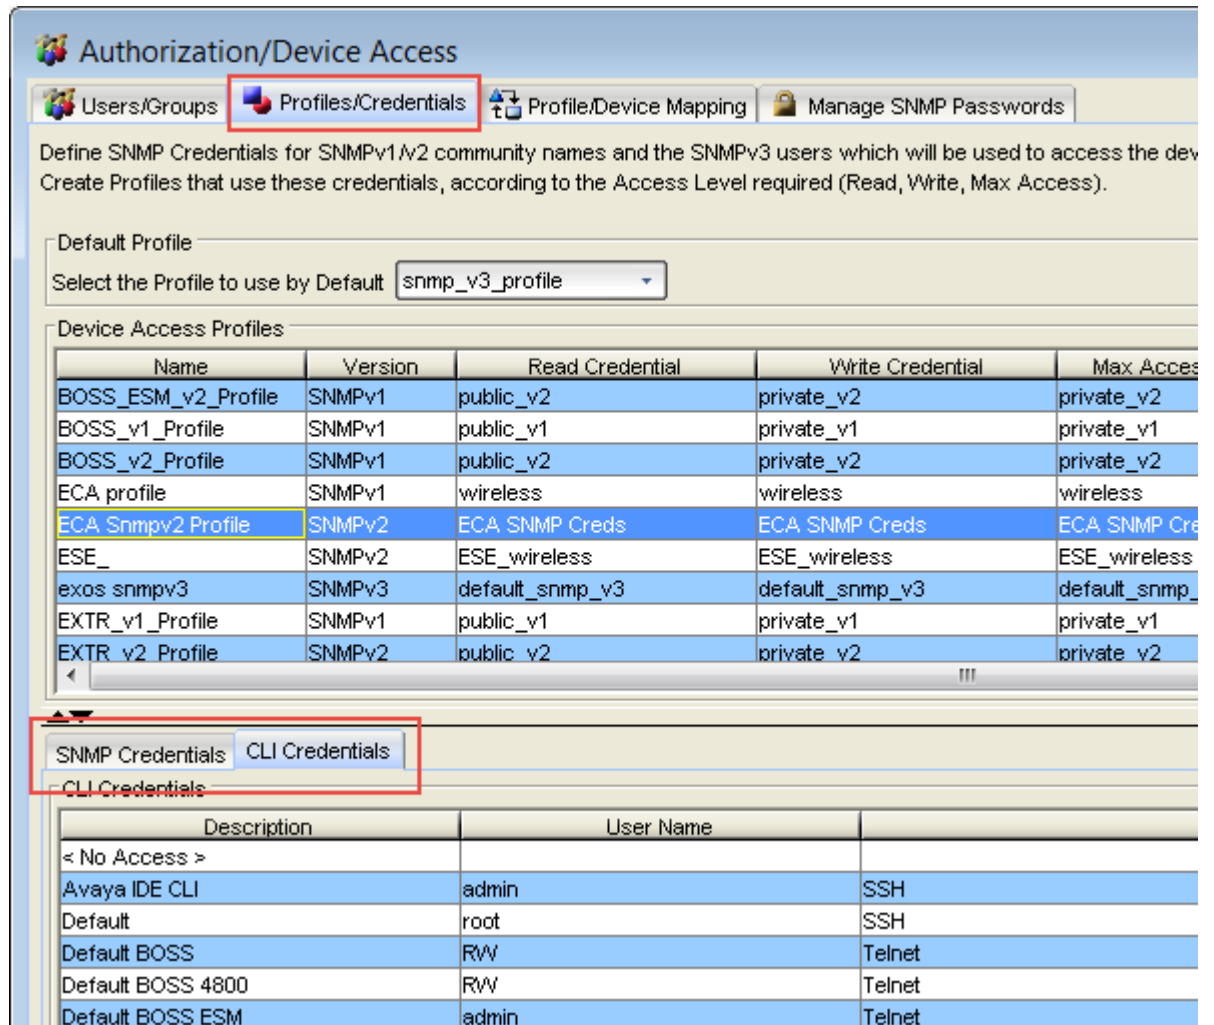 Authorization/Device Access
Users/Groups Profiles/Credentials Profile/Device Mapping Manage SNMP Passwords
Define SNMP Credentials for SNMPv1/v2 community names and the SNMPv3 users which will be used to access the dev
Create Profiles that use these credentials, according to the Access Level required (Read, Write, Max Access).
Default Profile
Select the Profile to use by Default snmp_v3_profile
Device Access Profiles
Name Version Read Credential Write Credential Max Acces
BOSS_ESM_v2_Profile SNMPv1 public_v2 private_v2 private_v2
BOSS_v1_Profile SNMPv1 public_v1 private_v1 private_v1
BOSS_v2_Profile SNMPv1 public_v2 private_v2 private_v2
ECA profile SNMPv1 wireless wireless wireless
ECA Snmpv2 Profile SNMPv2 ECA SNMP Creds ECA SNMP Creds ECA SNMP Cre
ESE_ SNMPv2 ESE_wireless ESE_wireless ESE_wireless
exos snmpv3 SNMPv3 default_snmp_v3 default_snmp_v3 default_snmp_
EXTR_v1_Profile SNMPv1 public_v1 private_v1 private_v1
EXTR_v2_Profile SNMPv2 public_v2 private_v2 private_v2
SNMP Credentials CLI Credentials
CLI Credentials
Description User Name
< No Access >
Avaya IDE CLI admin SSH
Default root SSH
Default BOSS RW Telnet
Default BOSS 4800 RW Telnet
Default BOSS ESM admin Telnet